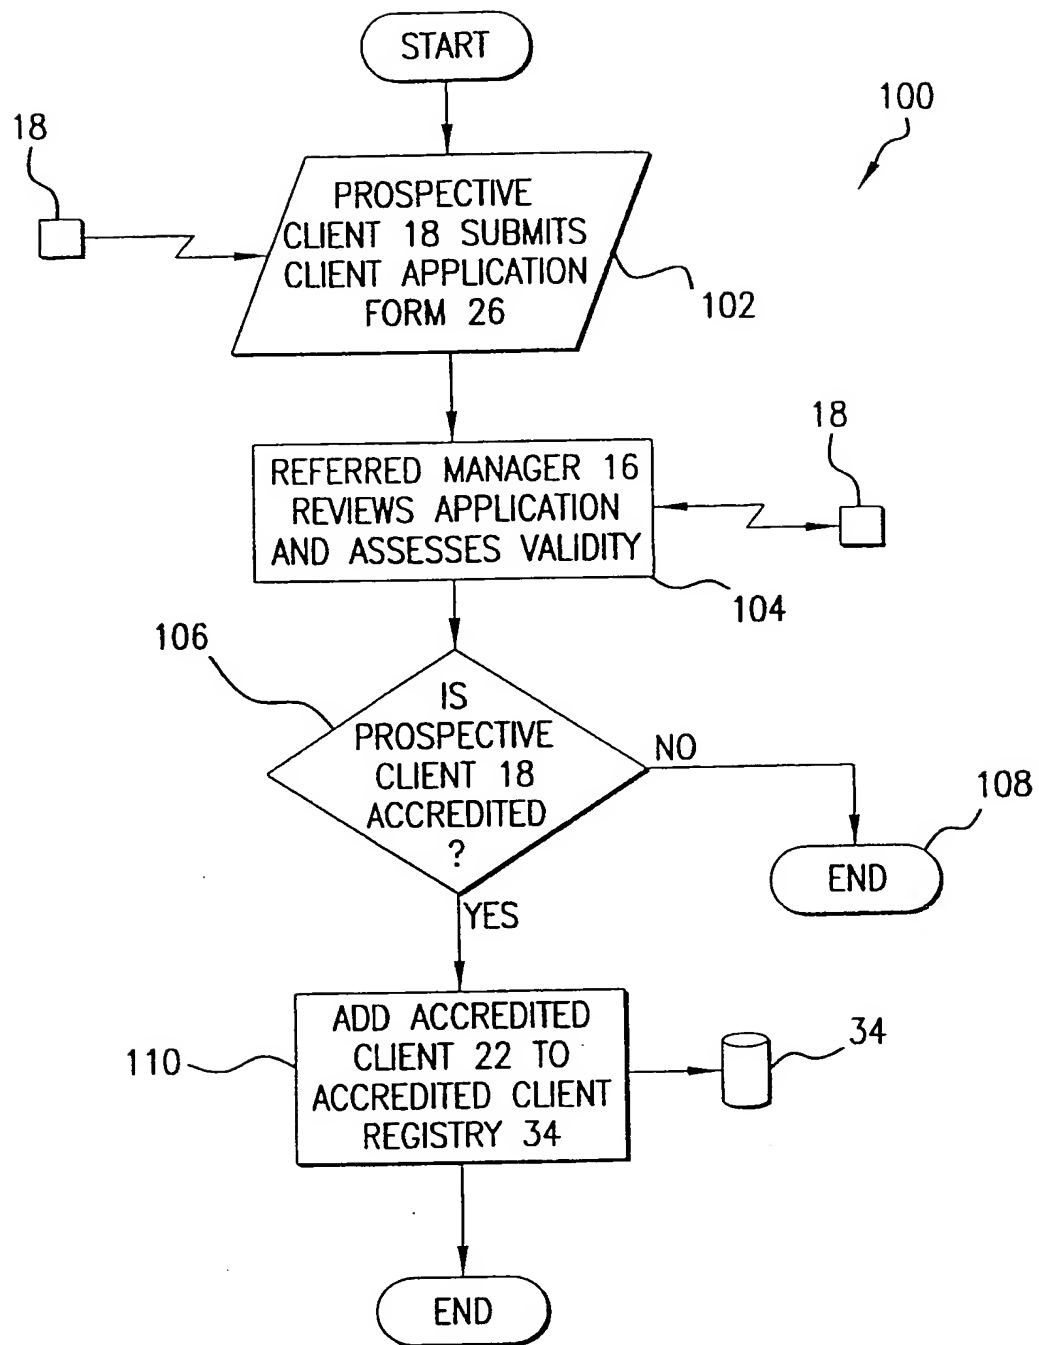 START
100
18
PROSPECTIVE
CLIENT 18 SUBMITS
CLIENT APPLICATION
FORM 26
102
18
REFERRED MANAGER 16
REVIEWS APPLICATION
AND ASSESSES VALIDITY
104
106
IS
PROSPECTIVE
CLIENT 18
ACCREDITED
?
NO
108
END
YES
ADD ACCREDITED
CLIENT 22 TO
ACCREDITED CLIENT
REGISTRY 34
110
34
END